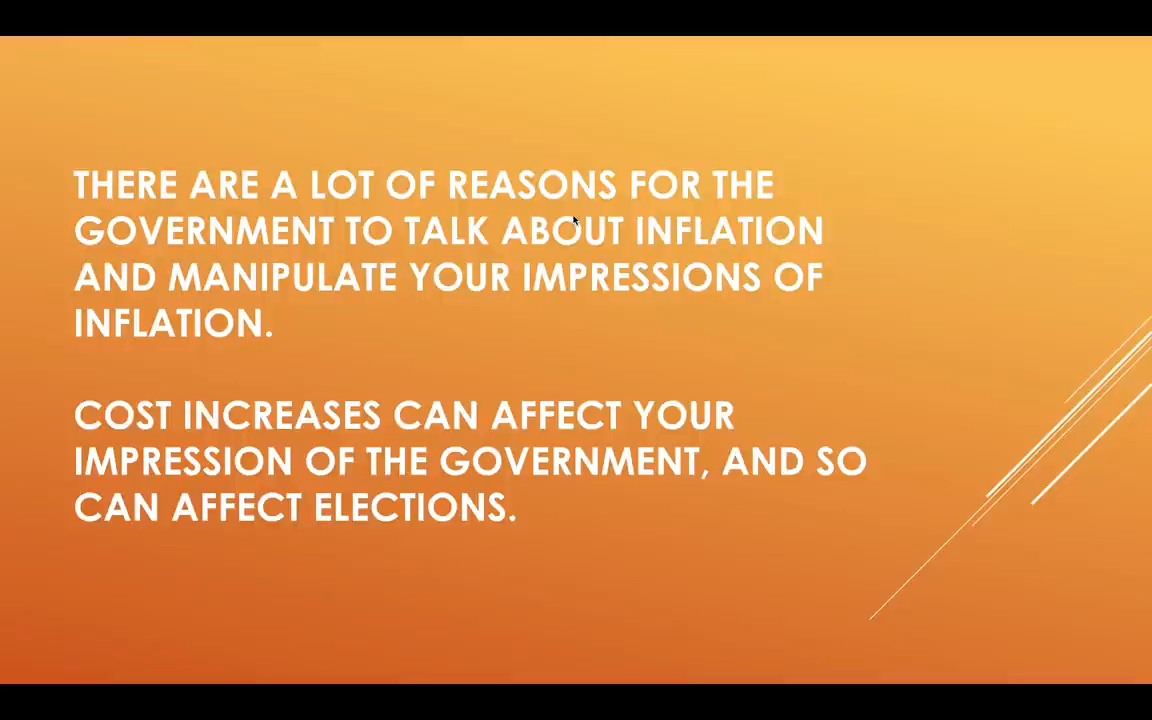 THERE ARE A LOT OF REASONS FOR THE
GOVERNMENT TO TALK ABOUT INFLATION
AND MANIPULATE YOUR IMPRESSIONS OF
INFLATION.
COST INCREASES CAN AFFECT YOUR
IMPRESSION OF THE GOVERNMENT, AND SO
CAN AFFECT ELECTIONS.